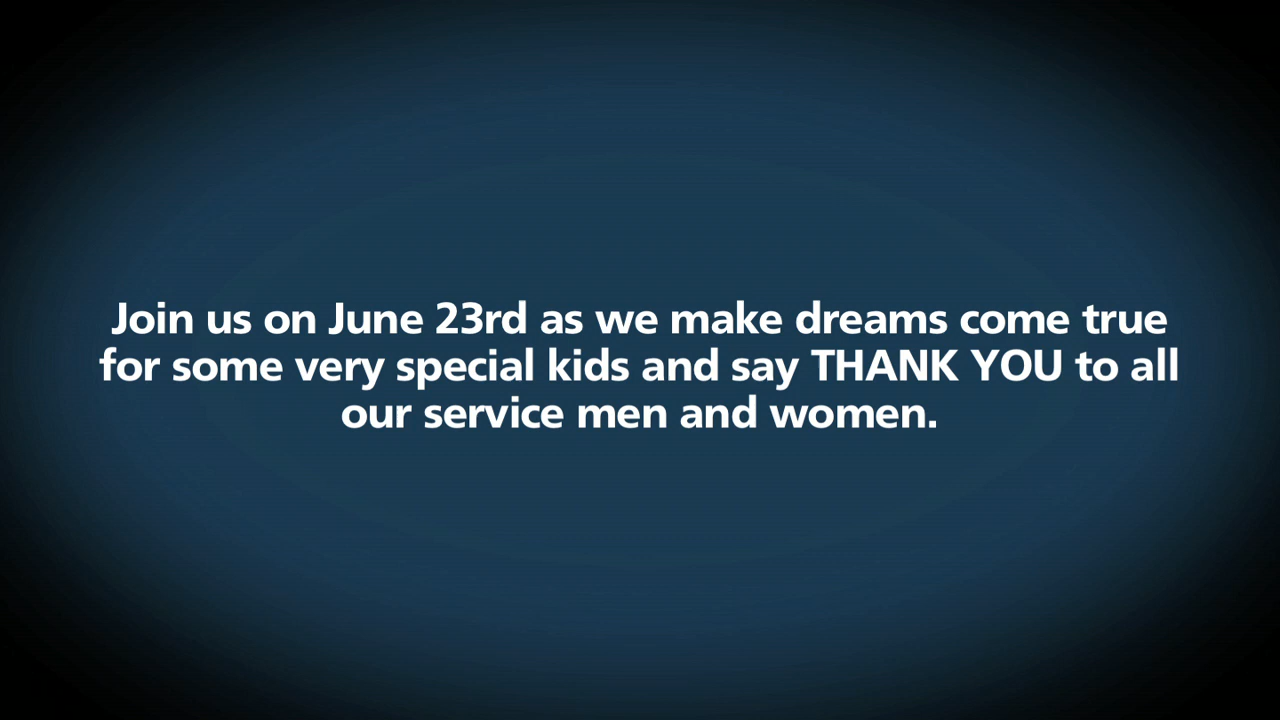 Join us on June 23rd as we make dreams come true
for some very special kids and say THANK YOU to all
our service men and women.